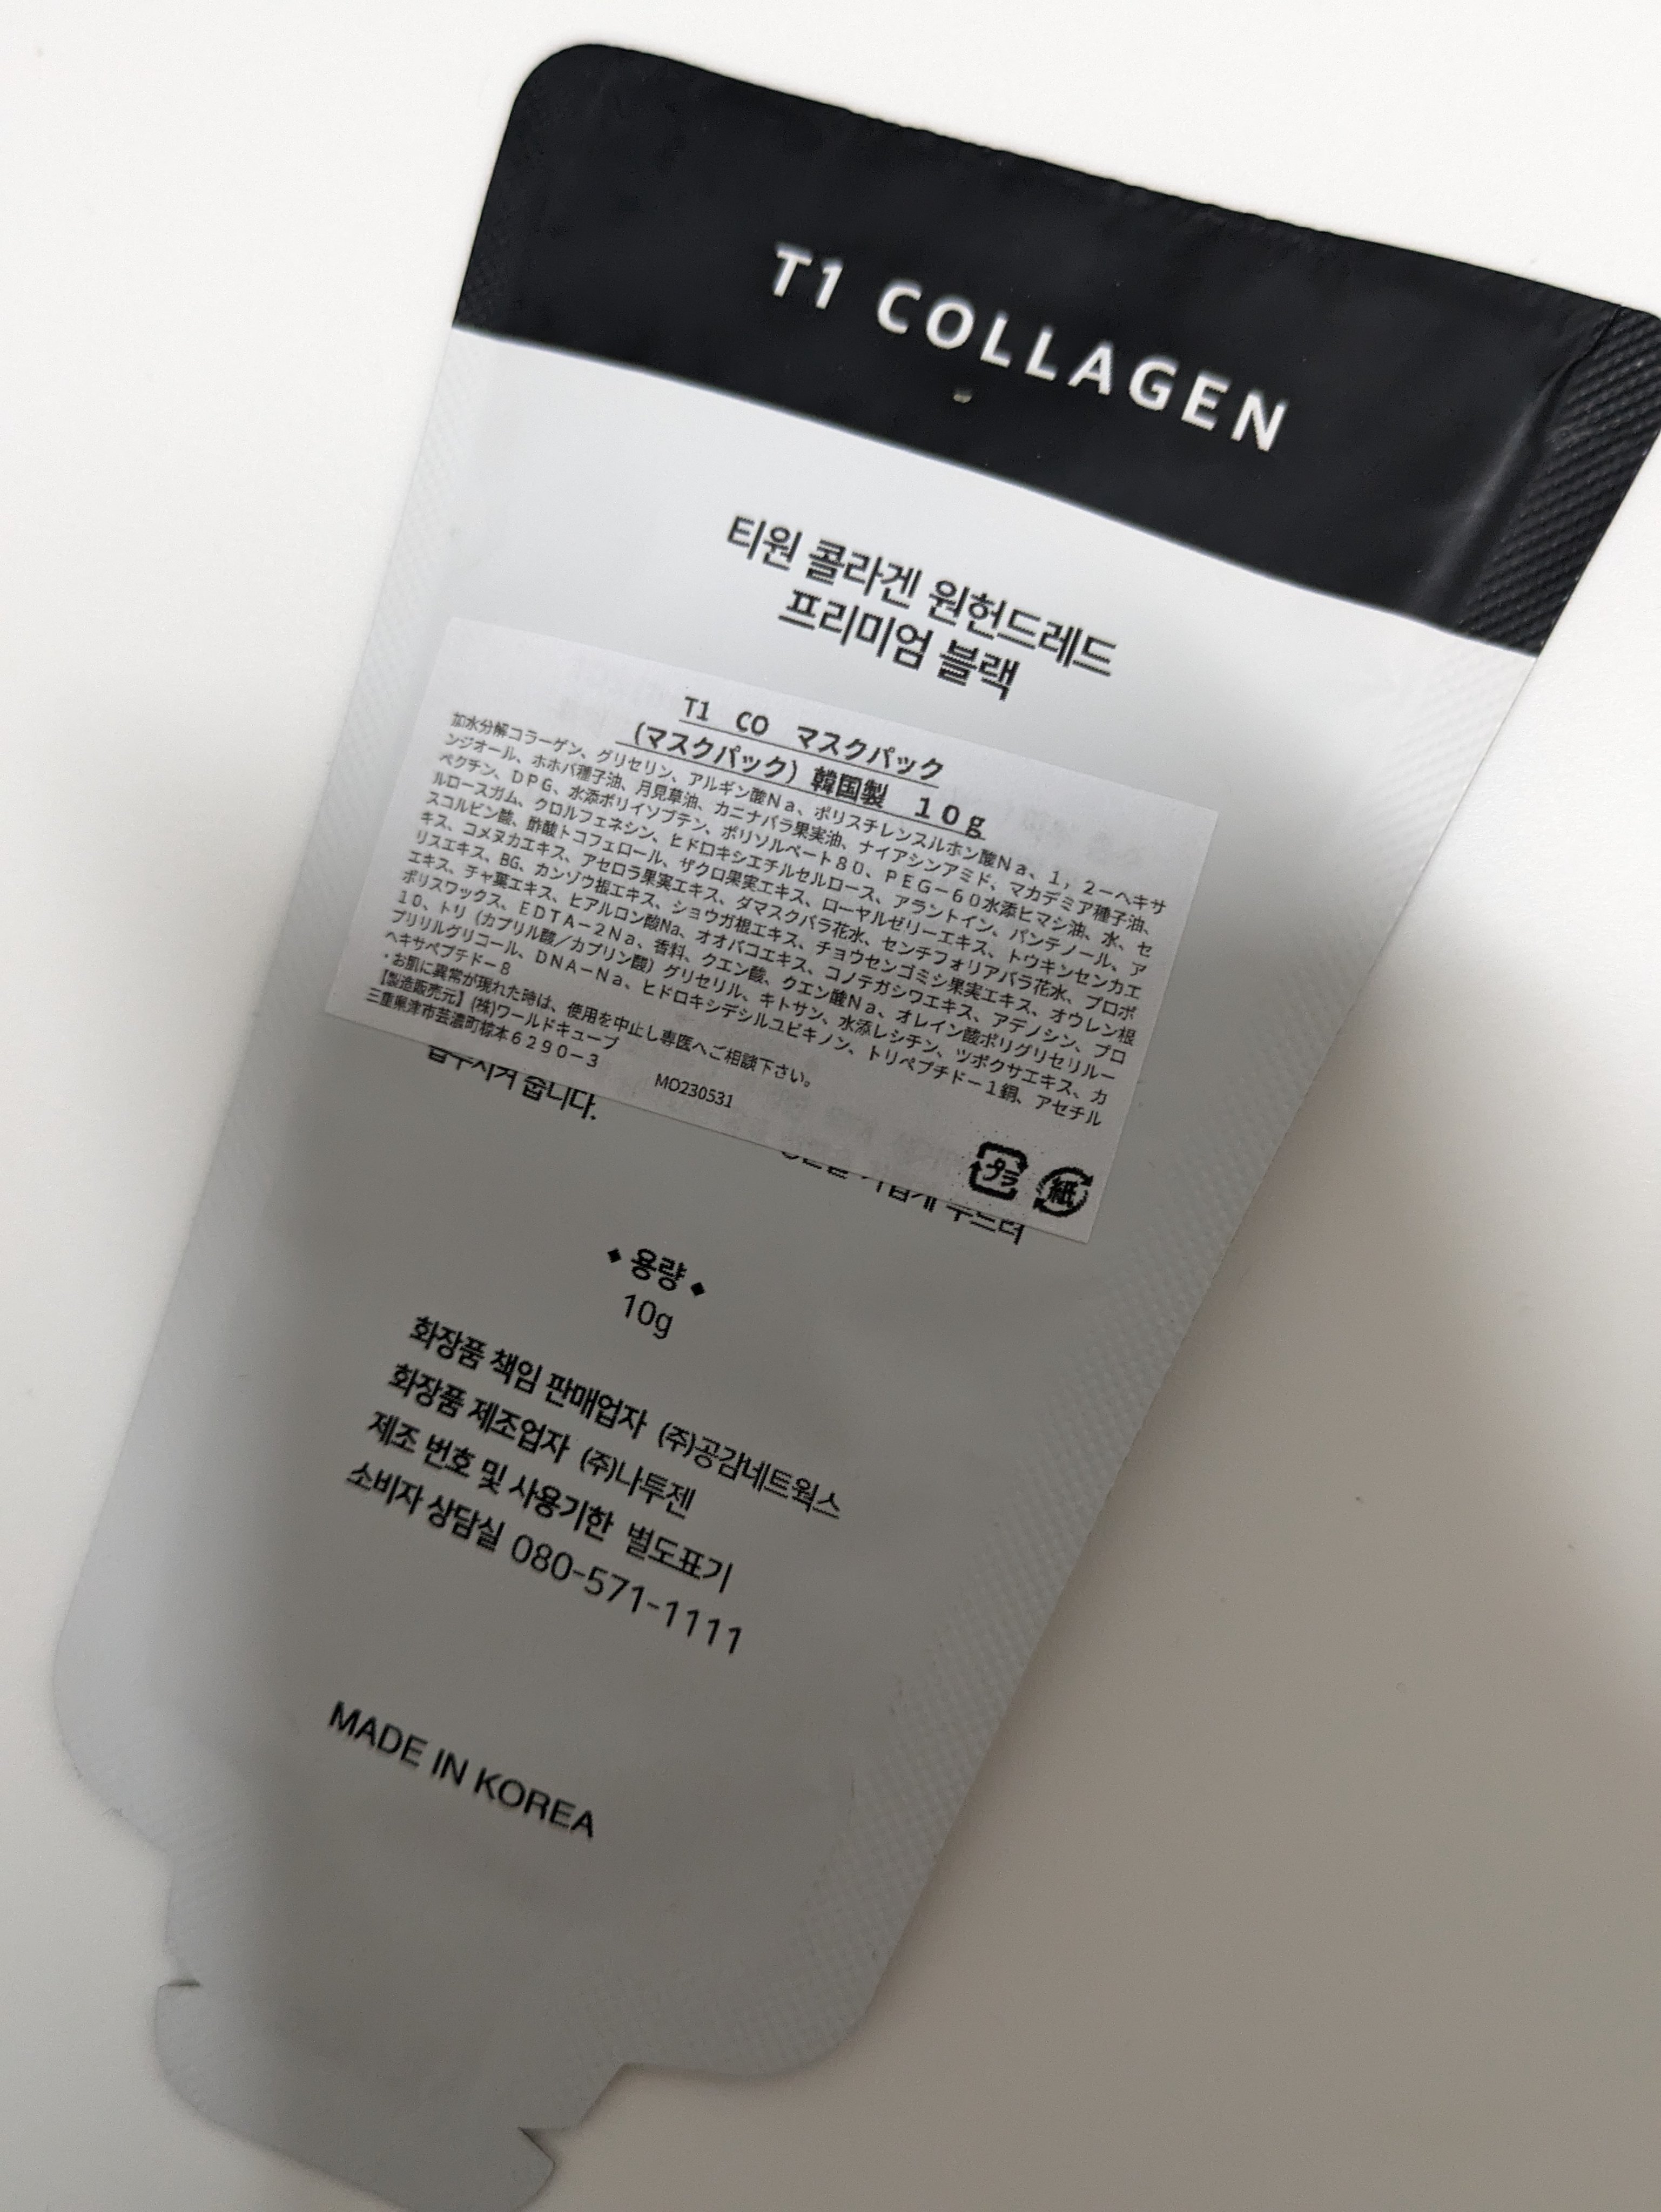 T1 COLLAGEN
티원 콜라겐 원헌드레드
프리미엄 블랙
T1 CO マスクパック
(マスクパック) 韓国製 10g
加水分解コラーゲン、グリセリン、アルギン酸Na、ポリスチレンスルホン酸Na、1,2-ヘキサ
ンジオール、ホホバ種子油、月見草油、カニナバラ果実油、ナイアシンアミド、マカデミア種子油、
ペクチン、DPG、水添ポリイソブテン、ポリソルベート80、PEG-60水添ヒマシ油、水、セ
ルロースガム、クロルフェネシン、ヒドロキシエチルセルロース、アラントイン、パンテノール、ア
スコルビン酸、酢酸トコフェロール、ザクロ果実エキス、ローヤルゼリーエキス、トウキンセンカエ
キス、コメヌカエキス、アセロラ果実エキス、ダマスクバラ花水、センチフォリアバラ花水、プロポ
リスエキス、BG、カンゾウ根エキス、ショウガ根エキス、チョウセンゴミシ果実エキス、オウレン根
エキス、チャ葉エキス、ヒアルロン酸Na、オオバコエキス、コノテガシワエキス、アデノシン、プロ
ポリスワックス、EDTA-2Na、香料、クエン酸、クエン酸Na、オレイン酸ポリグリセリル-
10、トリ(カプリル酸/カプリン酸)グリセリル、キトサン、水添レシチン、ツボクサエキス、カ
プリリルグリコール、DNA-Na、ヒドロキシデシルユビキノン、トリペプチド-1銅、アセチル
ヘキサペプチド-8
・お肌に異常が現れた時は、使用を中止し専医へご相談下さい。
【製造販売元】(株)ワールドキューブ
三重県津市芸濃町椋本6290-3
MO230531
プラ 紙
가볍게 두드려
줍니다.
◆ 용량 ◆
10g
화장품 책임 판매업자 (주)공감네트웍스
화장품 제조업자 (주)나투젠
제조 번호 및 사용기한 별도표기
소비자 상담실 080-571-1111
MADE IN KOREA